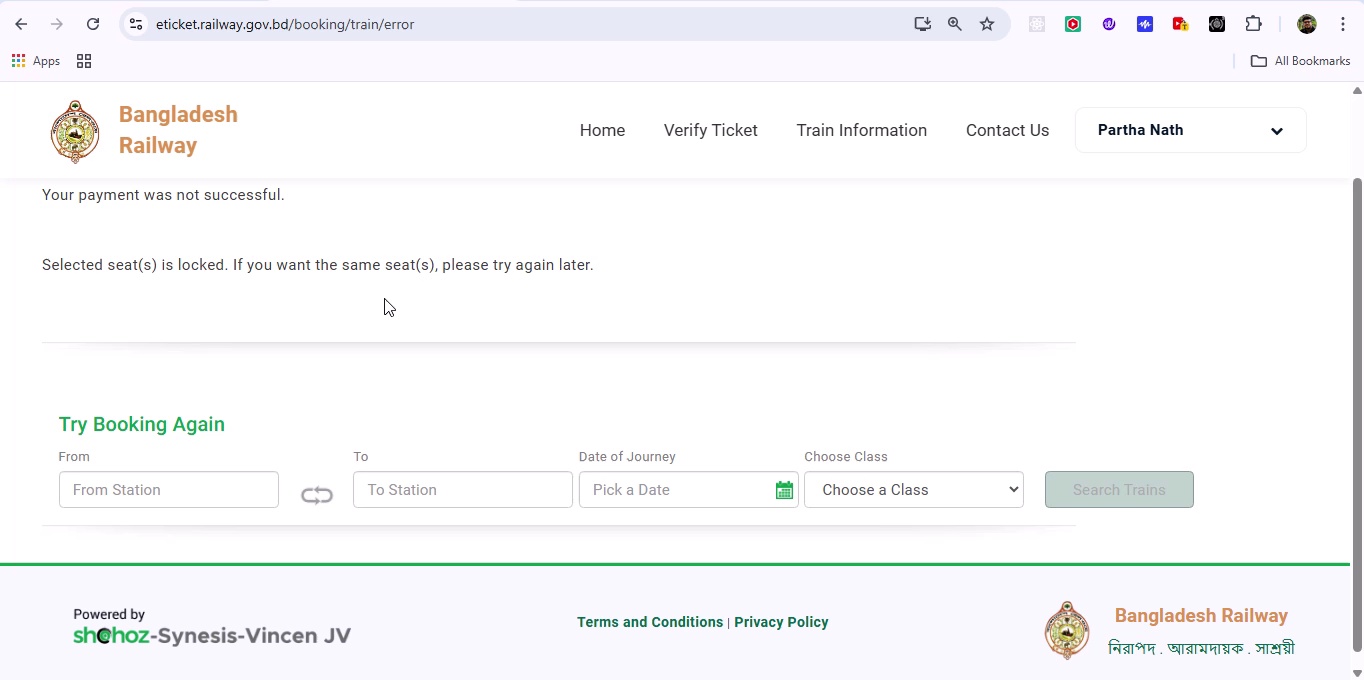 eticket.railway.gov.bd/booking/train/error
Apps
All Bookmarks
Bangladesh
Railway
Home
Verify Ticket
Train Information
Contact Us
Partha Nath
Your payment was not successful.
Selected seat(s) is locked. If you want the same seat(s), please try again later.
Try Booking Again
From
To
Date of Journey
Choose Class
From Station
To Station
Pick a Date
Choose a Class
Search Trains
Powered by
shohoz-Synesis-Vincen JV
Terms and Conditions | Privacy Policy
Bangladesh Railway
নিরাপদ . আরামদায়ক . সাশ্রয়ী